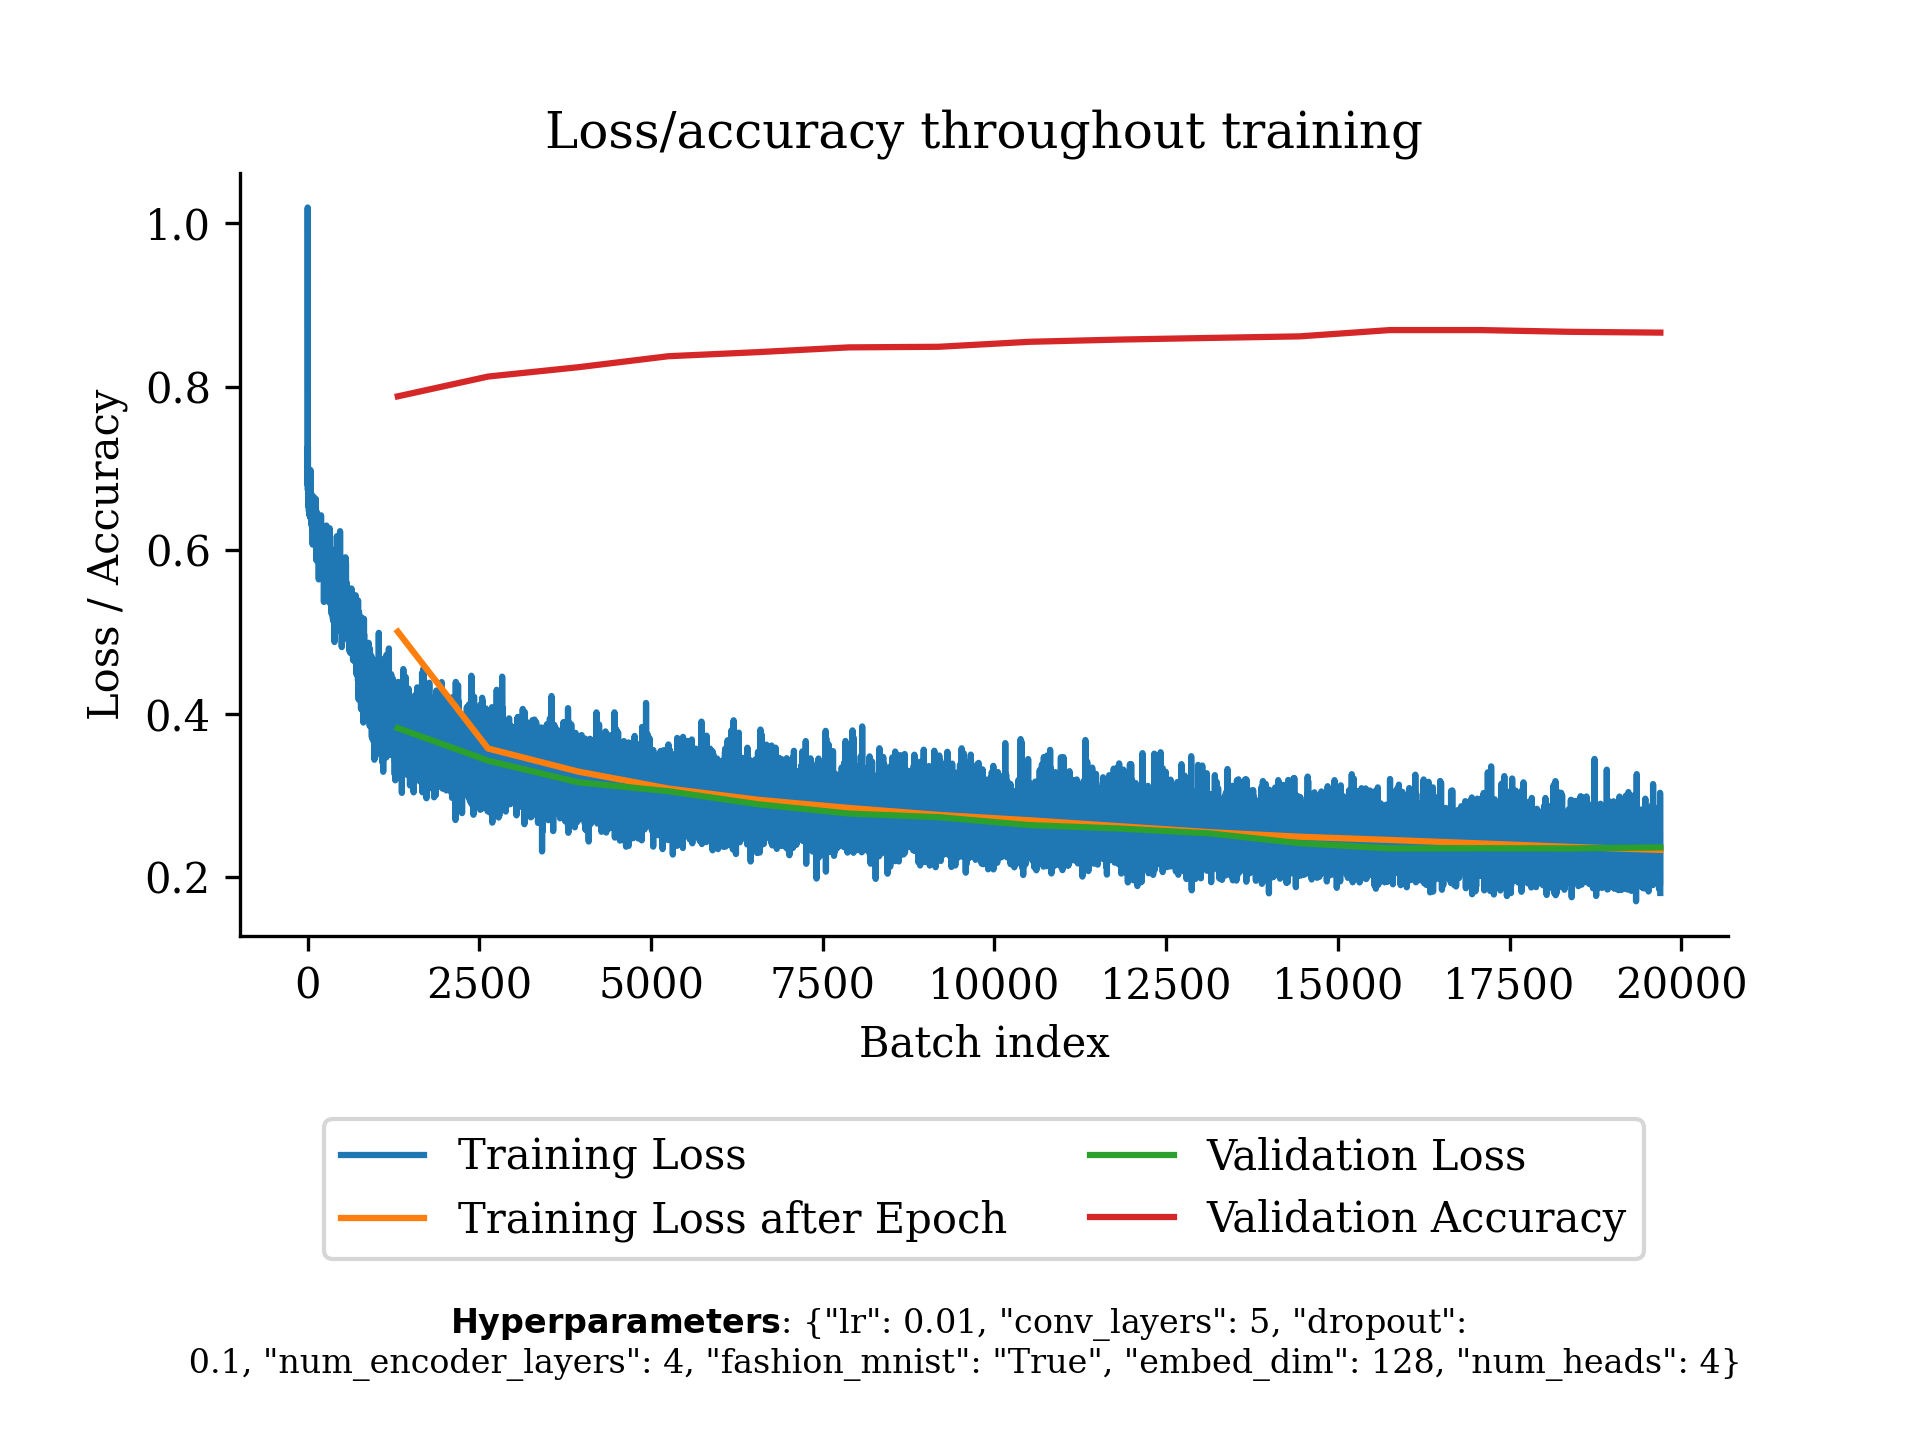 Loss/accuracy throughout training
Loss / Accuracy
1.0
0.8
0.6
0.4
0.2
0 2500 5000 7500 10000 12500 15000 17500 20000
Batch index
Training Loss
Training Loss after Epoch
Validation Loss
Validation Accuracy
Hyperparameters: {"lr": 0.01, "conv_layers": 5, "dropout":
0.1, "num_encoder_layers": 4, "fashion_mnist": "True", "embed_dim": 128, "num_heads": 4}